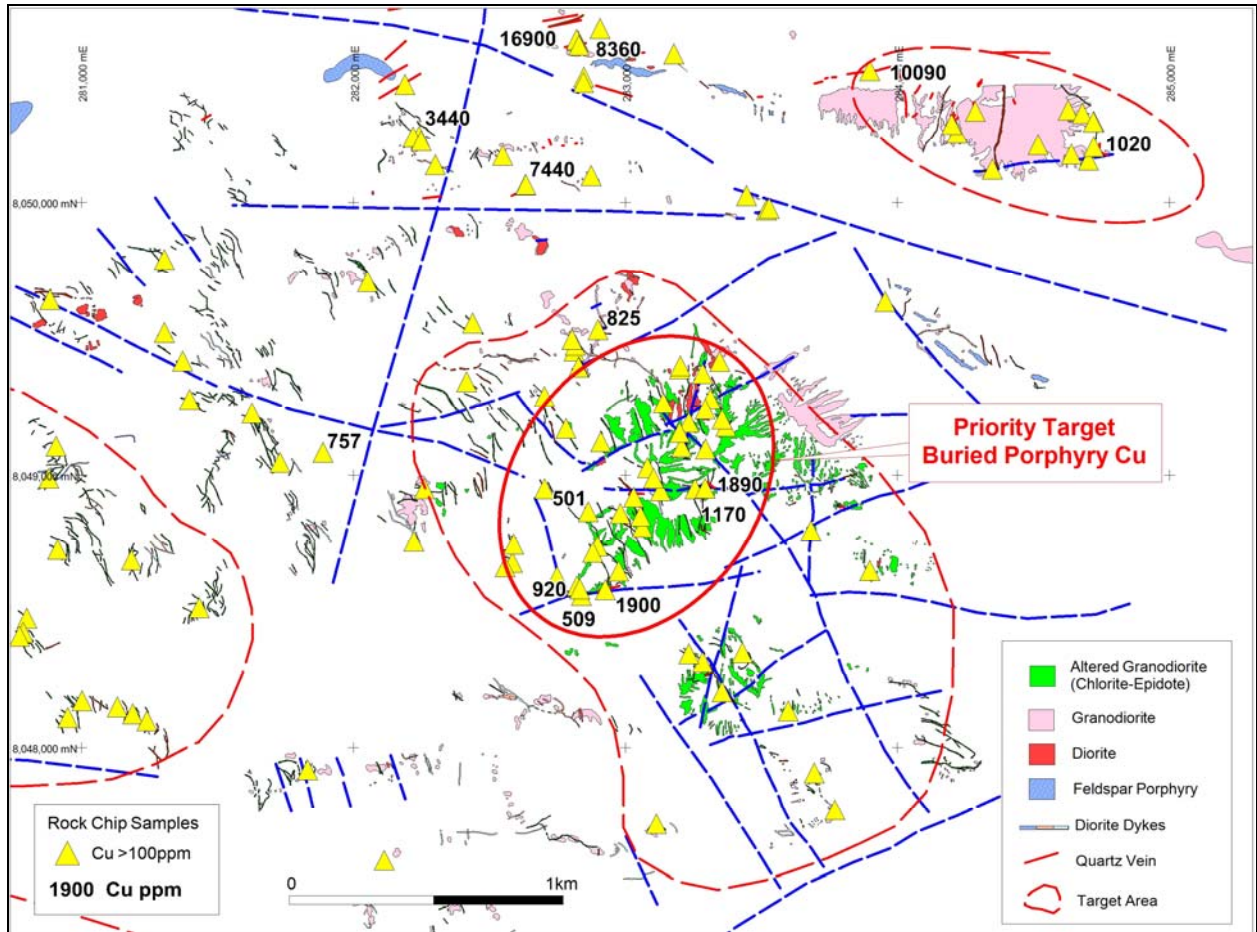 16900
8360
281,000 mE
282,000 mE
283,000 mE
10090
285,000 mE
3440
7440
1020
8,050,000 mN
825
Priority Target
Buried Porphyry Cu
757
8,049,000 mN
501
1890
1170
920
1900
509
8,048,000 mN
Altered Granodiorite
(Chlorite-Epidote)
Granodiorite
Diorite
Feldspar Porphyry
Diorite Dykes
Quartz Vein
Target Area
Rock Chip Samples
Cu >100ppm
1900 Cu ppm
0
1km